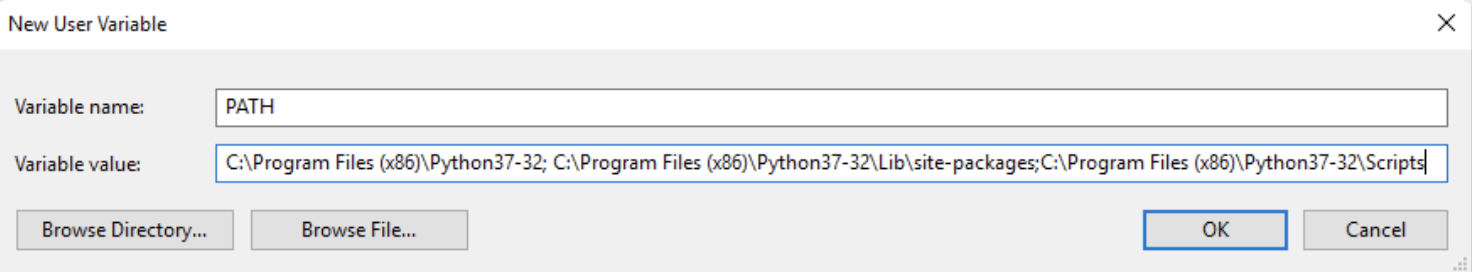 New User Variable
Variable name: PATH
Variable value: C:\Program Files (x86)\Python37-32; C:\Program Files (x86)\Python37-32\Lib\site-packages;C:\Program Files (x86)\Python37-32\Scripts
Browse Directory... Browse File... OK Cancel